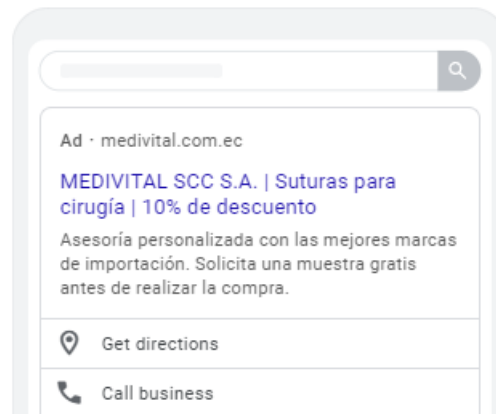 Ad · medivital.com.ec
MEDIVITAL SCC S.A. | Suturas para
cirugía | 10% de descuento
Asesoría personalizada con las mejores marcas
de importación. Solicita una muestra gratis
antes de realizar la compra.
Get directions
Call business